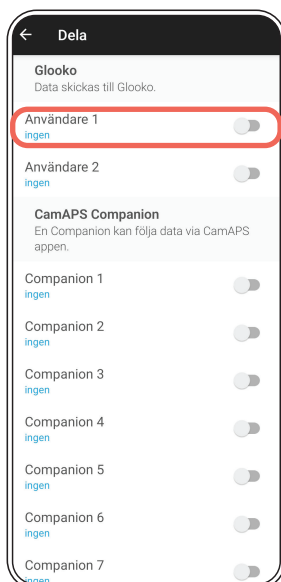 Dela
Glooko
Data skickas till Glooko.
Användare 1
ingen
Användare 2
ingen
CamAPS Companion
En Companion kan följa data via CamAPS
appen.
Companion 1
ingen
Companion 2
ingen
Companion 3
ingen
Companion 4
ingen
Companion 5
ingen
Companion 6
ingen
Companion 7
ingen